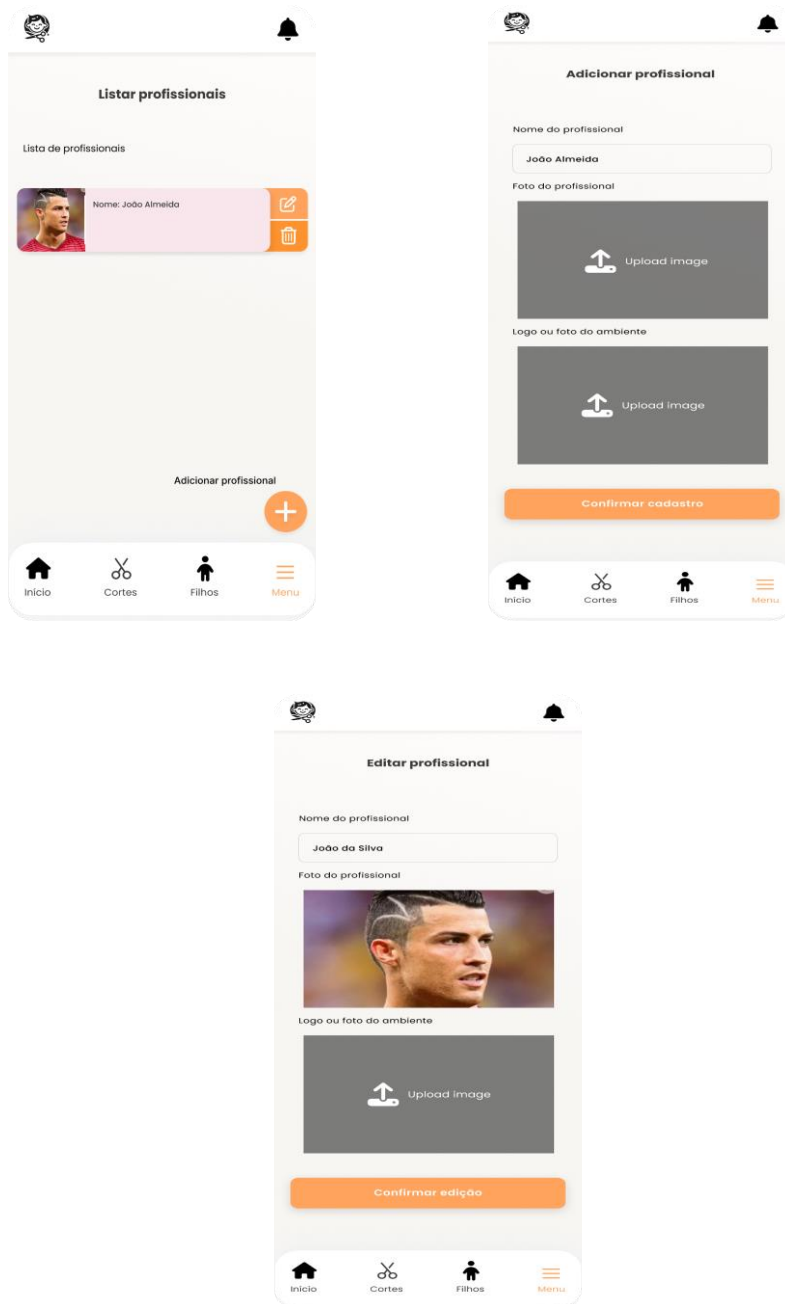 Listar profissionais
Lista de profissionais
Nome: João Almeida
Adicionar profissional
Início
Cortes
Filhos
Menu
Adicionar profissional
Nome do profissional
João Almeida
Foto do profissional
Upload image
Logo ou foto do ambiente
Upload image
Confirmar cadastro
Início
Cortes
Filhos
Menu
Editar profissional
Nome do profissional
João da Silva
Foto do profissional
Logo ou foto do ambiente
Upload image
Confirmar edição
Início
Cortes
Filhos
Menu